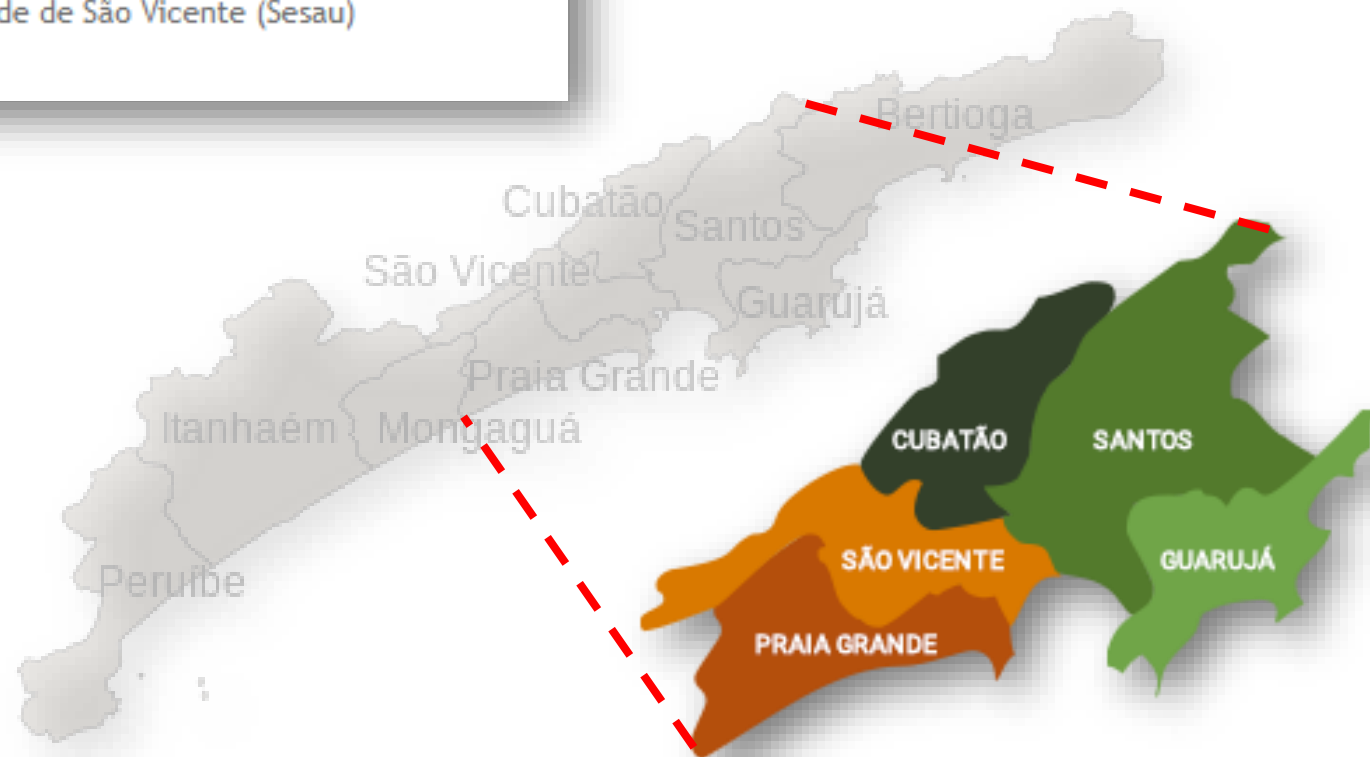 de de São Vicente (Sesau)
Bertioga
Cubatão
Santos
São Vicente
Guarujá
Praia Grande
Itanhaém
Mongaguá
Peruíbe
CUBATÃO
SANTOS
SÃO VICENTE
GUARUJÁ
PRAIA GRANDE